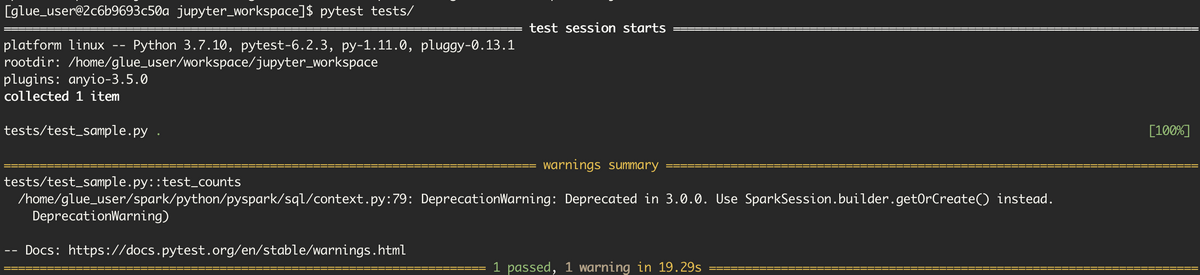 [glue_user@2c6b9693c50a jupyter_workspace]$ pytest tests/
test session starts
platform linux -- Python 3.7.10, pytest-6.2.3, py-1.11.0, pluggy-0.13.1
rootdir: /home/glue_user/workspace/jupyter_workspace
plugins: anyio-3.5.0
collected 1 item
tests/test_sample.py . [100%]
warnings summary
tests/test_sample.py::test_counts
/home/glue_user/spark/python/pyspark/sql/context.py:79: DeprecationWarning: Deprecated in 3.0.0. Use SparkSession.builder.getOrCreate() instead.
DeprecationWarning)
-- Docs: https://docs.pytest.org/en/stable/warnings.html
1 passed, 1 warning in 19.29s